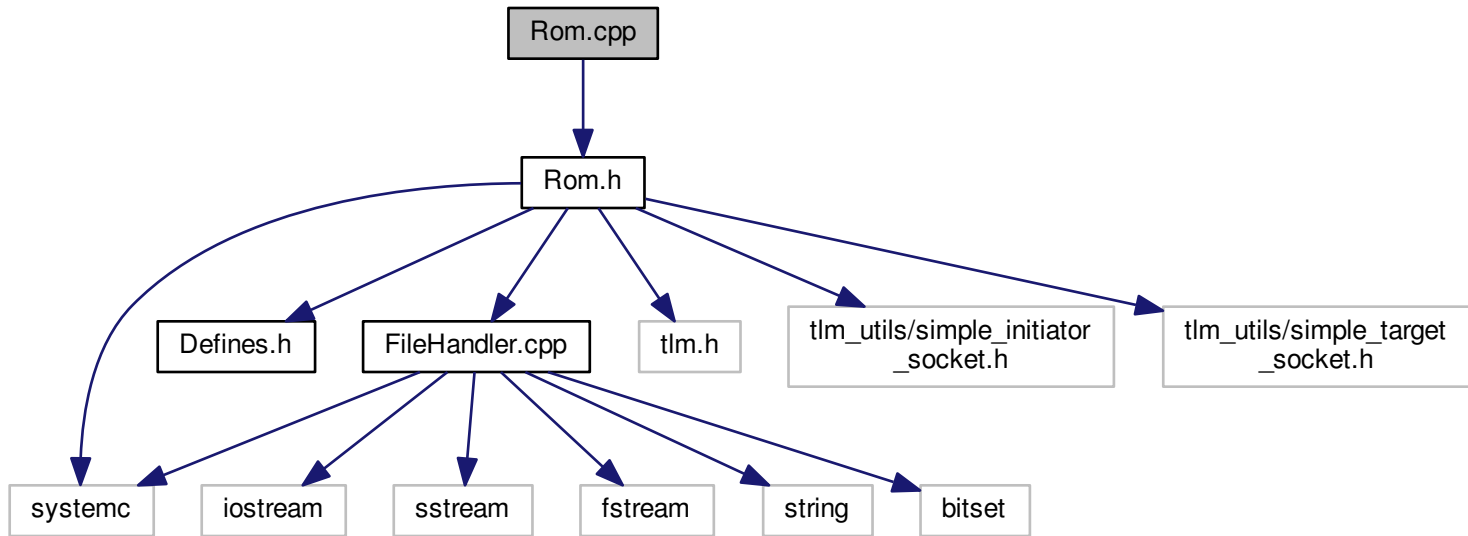 Rom.cpp
Rom.h
Defines.h
FileHandler.cpp
tlm.h
tlm_utils/simple_initiator
_socket.h
tlm_utils/simple_target
_socket.h
systemc
iostream
sstream
fstream
string
bitset